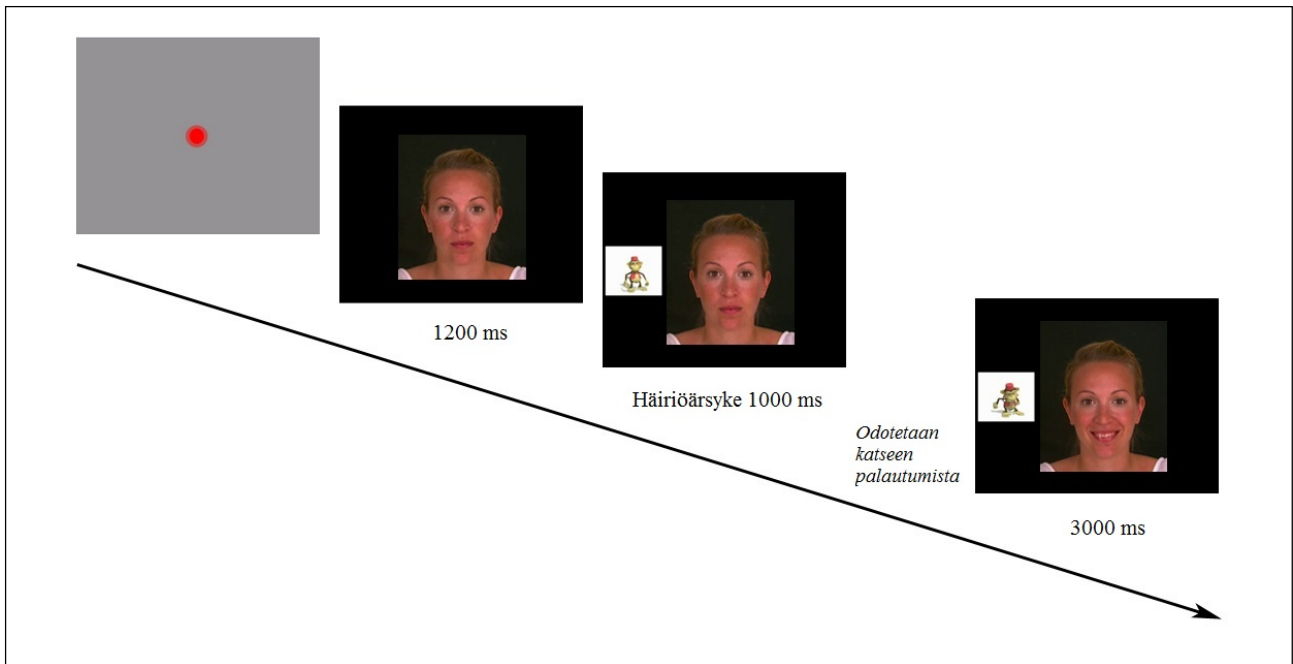 1200 ms
Häiriöärsyke 1000 ms
Odotetaan
katseen
palautumista
3000 ms